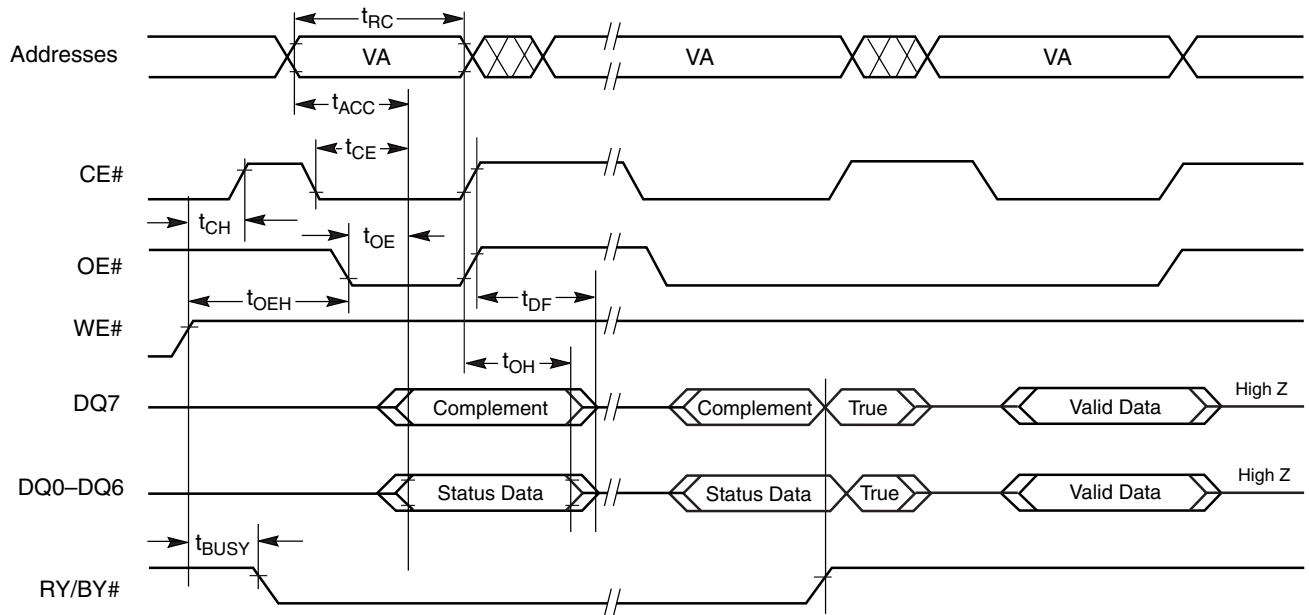 tRC
Addresses VA VA VA
tACC
tCE
CE#
tCH tOE
OE#
tOEH tDF
WE#
tOH
DQ7 Complement Complement True Valid Data High Z
DQ0–DQ6 Status Data Status Data True Valid Data High Z
tBUSY
RY/BY#